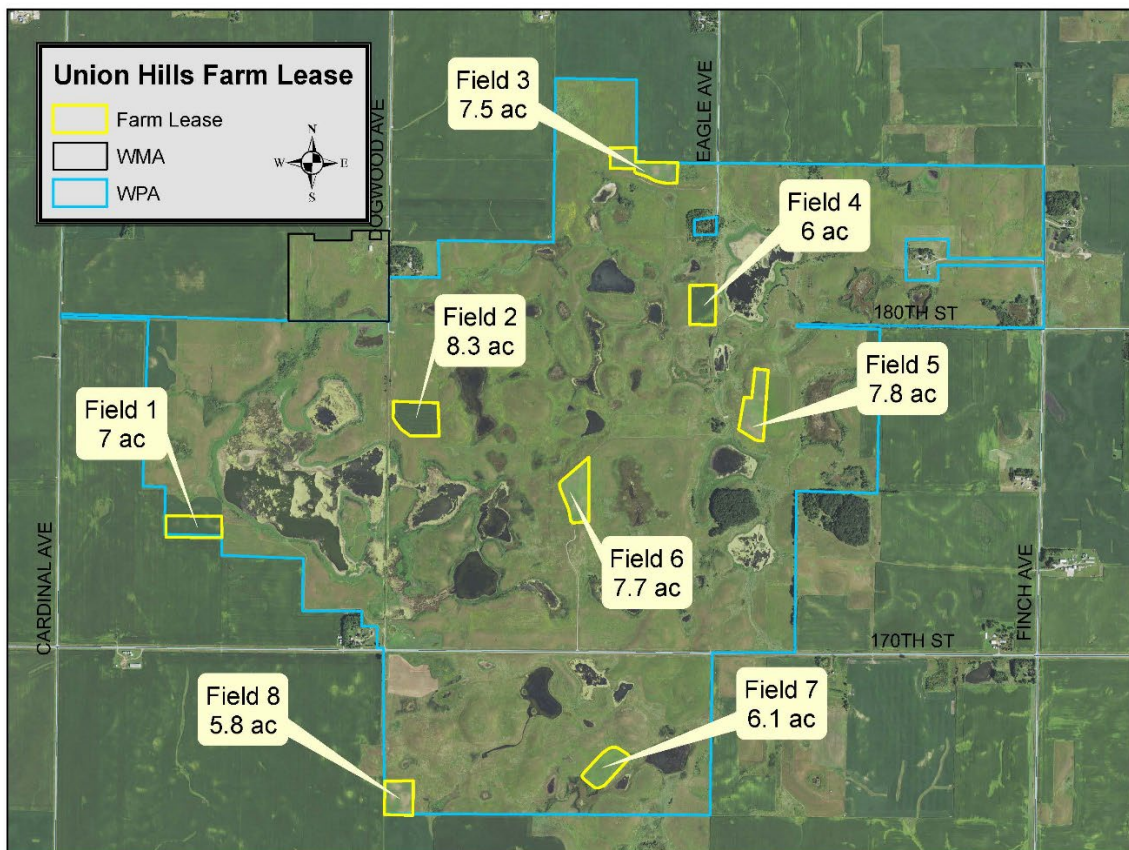 Union Hills Farm Lease
Farm Lease
WMA
WPA
N
W
E
S
DOGWOOD AVE
EAGLE AVE
CARDINAL AVE
FINCH AVE
180TH ST
170TH ST
Field 3
7.5 ac
Field 4
6 ac
Field 2
8.3 ac
Field 5
7.8 ac
Field 1
7 ac
Field 6
7.7 ac
Field 8
5.8 ac
Field 7
6.1 ac